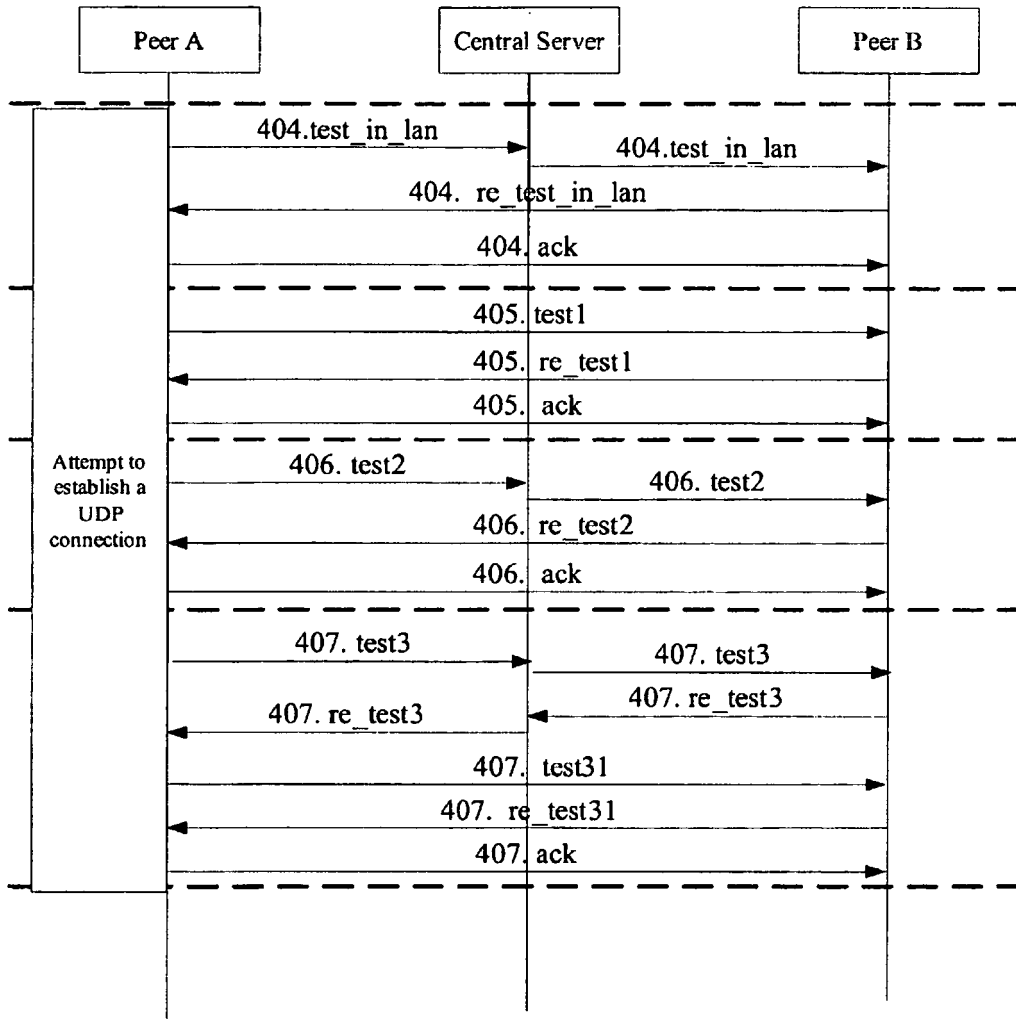 Peer A
Central Server
Peer B
404.test_in_lan
404.test_in_lan
404. re_test_in_lan
404. ack
405. test1
405. re_test1
405. ack
Attempt to
establish a
UDP
connection
406. test2
406. test2
406. re_test2
406. ack
407. test3
407. test3
407. re_test3
407. re_test3
407. test31
407. re_test31
407. ack